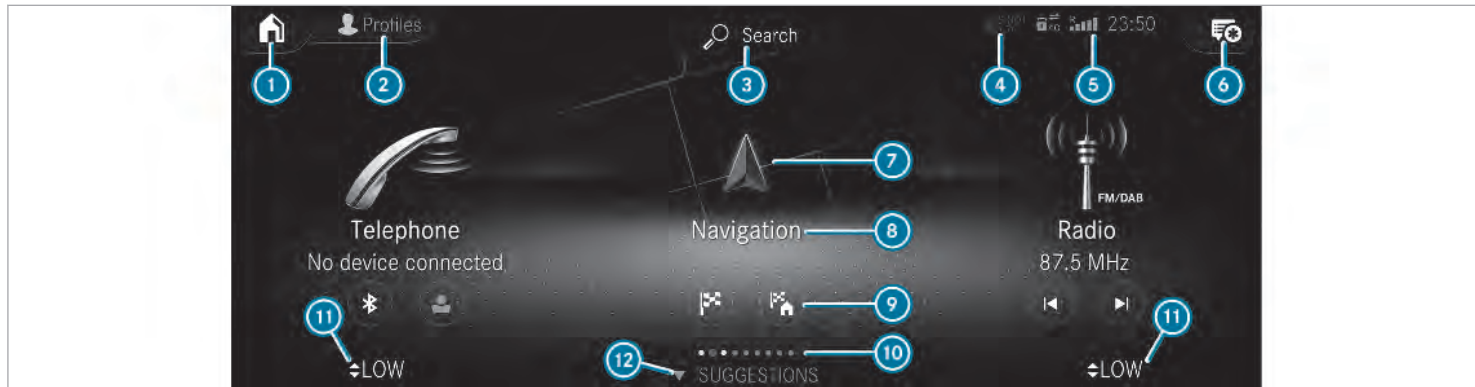 Profiles
Search
23:50
1
2
3
4
5
6
7
FM/DAB
Telephone
Navigation
8
Radio
No device connected
87.5 MHz
9
11
11
10
12
LOW
SUGGESTIONS
LOW